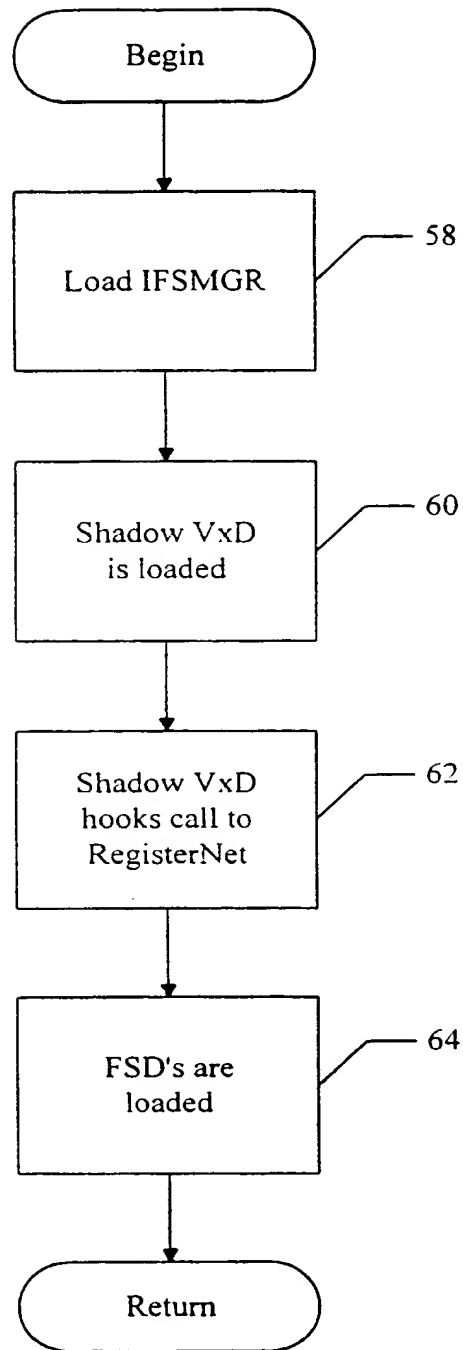 Begin
Load IFSMGR
58
Shadow VxD
is loaded
60
Shadow VxD
hooks call to
RegisterNet
62
FSD's are
loaded
64
Return